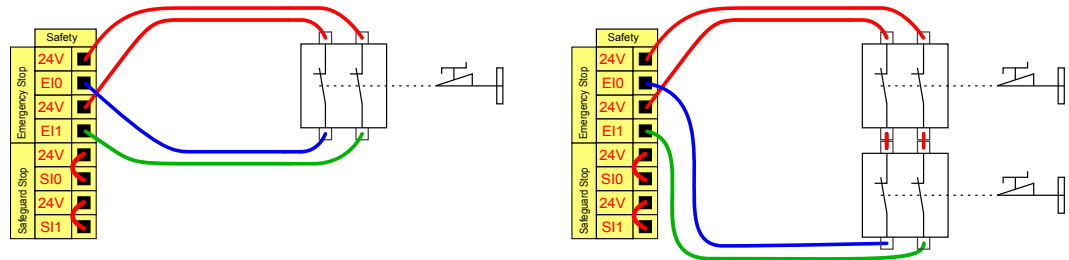 Safety
Emergency Stop
24V
EI0
24V
EI1
Safeguard Stop
24V
SI0
24V
SI1
Safety
Emergency Stop
24V
EI0
24V
EI1
Safeguard Stop
24V
SI0
24V
SI1